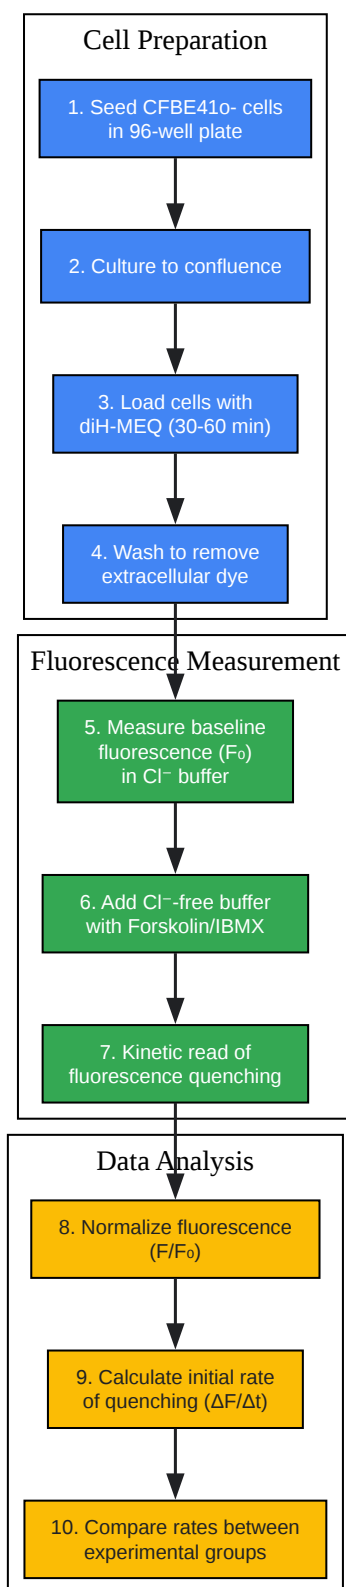 Cell Preparation
1. Seed CFBE41o- cells
in 96-well plate
2. Culture to confluence
3. Load cells with
diH-MEQ (30-60 min)
4. Wash to remove
extracellular dye
Fluorescence Measurement
5. Measure baseline
fluorescence (F₀)
in Cl⁻ buffer
6. Add Cl⁻-free buffer
with Forskolin/IBMX
7. Kinetic read of
fluorescence quenching
Data Analysis
8. Normalize fluorescence
(F/F₀)
9. Calculate initial rate
of quenching (ΔF/Δt)
10. Compare rates between
experimental groups